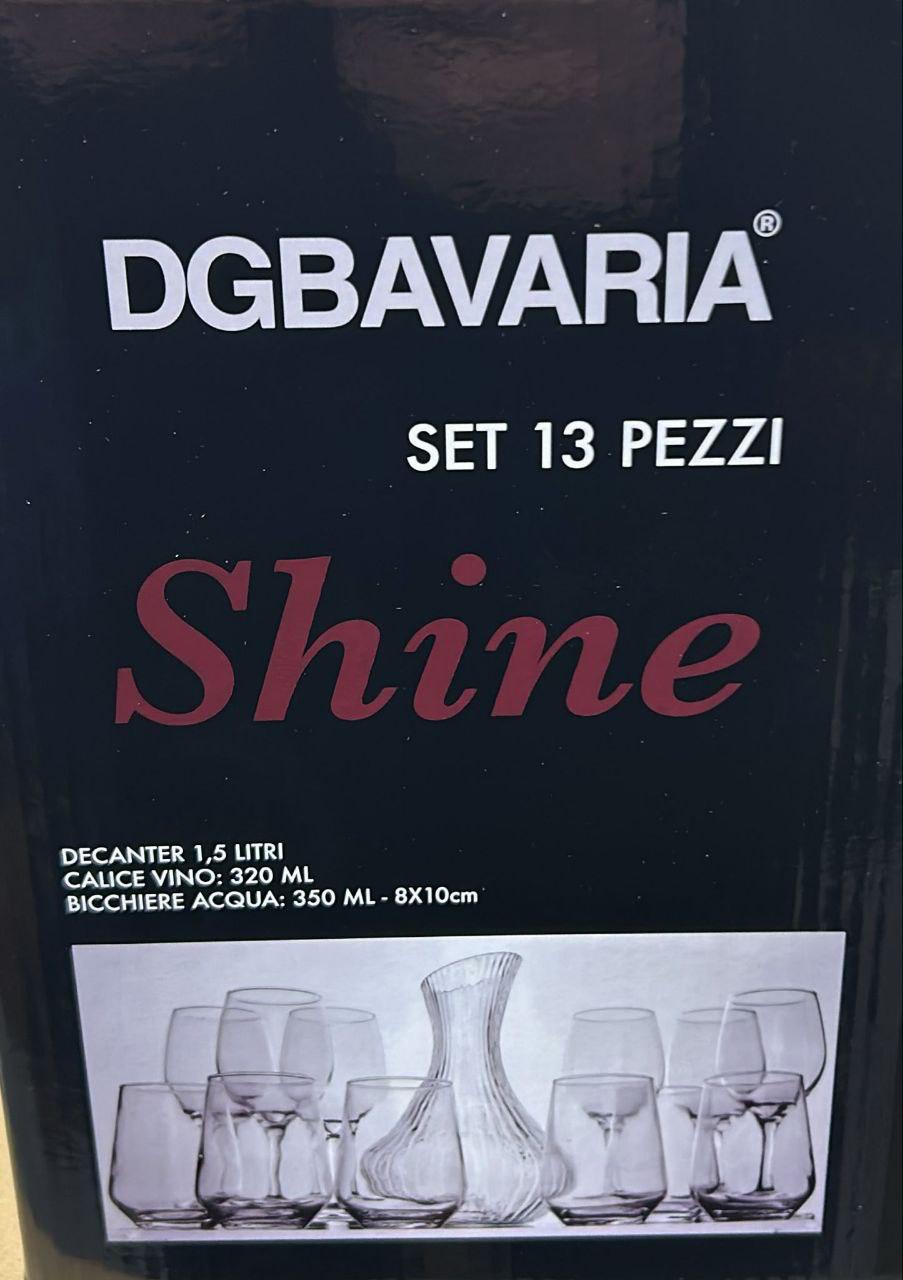 DGBAVARIA®
SET 13 PEZZI
Shine
DECANTER 1,5 LITRI
CALICE VINO: 320 ML
BICCHIERE ACQUA: 350 ML - 8X10cm